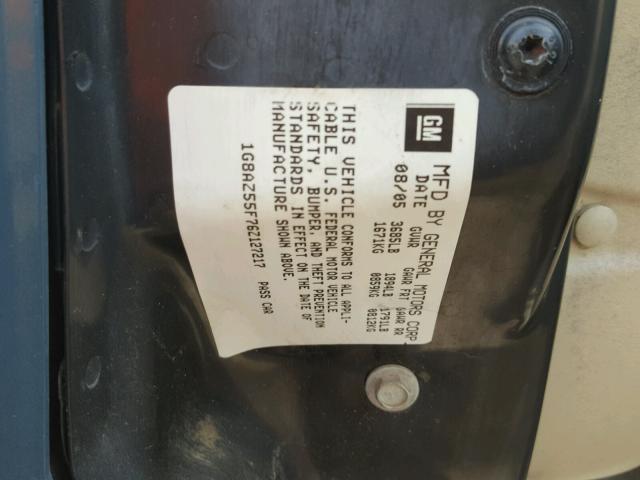 GM
MFD BY GENERAL MOTORS CORP
DATE GVWR GAWR FRT GAWR RR
08/05 3685LB 1894LB 1791LB
1671KG 0859KG 0812KG
THIS VEHICLE CONFORMS TO ALL APPLI-
CABLE U.S. FEDERAL MOTOR VEHICLE
SAFETY, BUMPER, AND THEFT PREVENTION
STANDARDS IN EFFECT ON THE DATE OF
MANUFACTURE SHOWN ABOVE.
1G8AZ55F76Z127217 PASS CAR